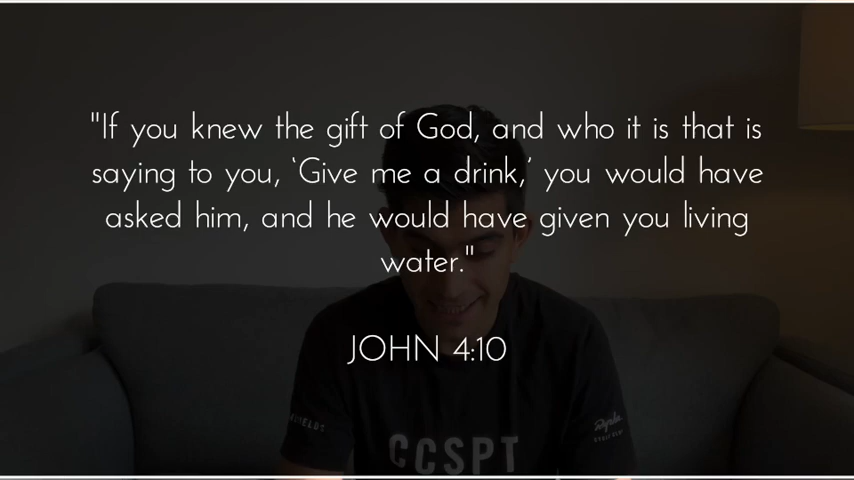 "If you knew the gift of God, and who it is that is
saying to you, ‘Give me a drink,’ you would have
asked him, and he would have given you living
water."
JOHN 4:10
CCSPT